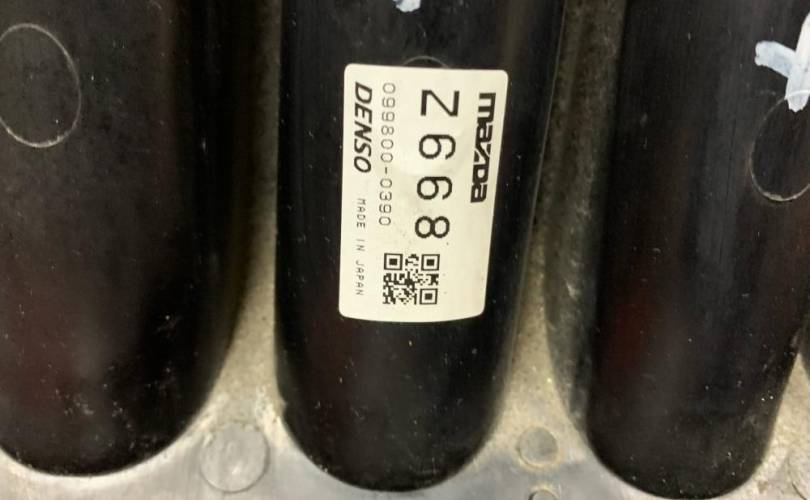 mazda
Z668
099800-0390
DENSO MADE IN JAPAN